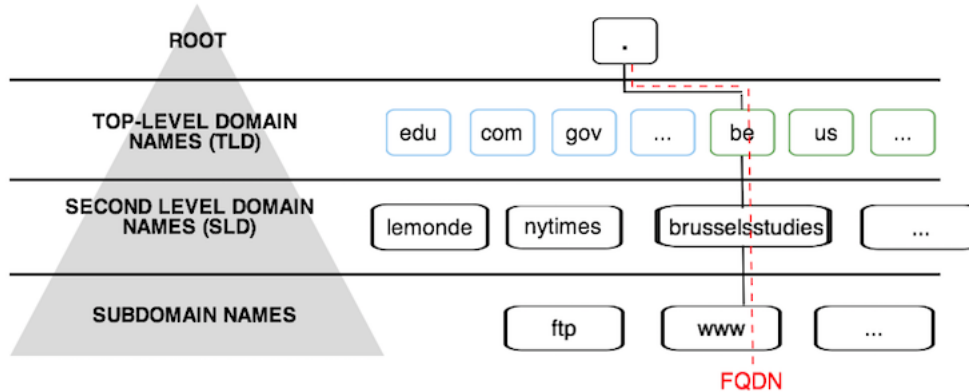 ROOT
.
TOP-LEVEL DOMAIN
NAMES (TLD)
edu com gov ... be us ...
SECOND LEVEL DOMAIN
NAMES (SLD)
lemonde nytimes brusselsstudies ...
SUBDOMAIN NAMES
ftp www ...
FQDN